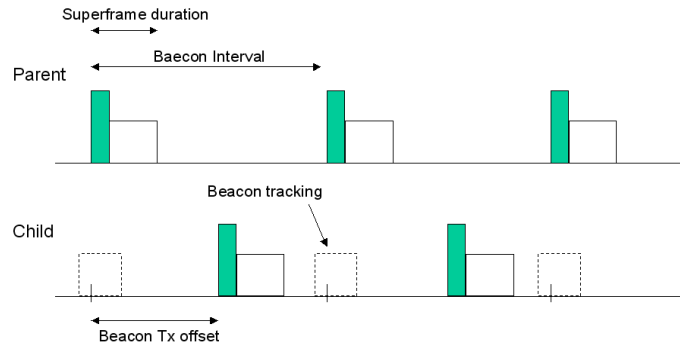 Superframe duration
Baecon Interval
Parent
Beacon tracking
Child
Beacon Tx offset